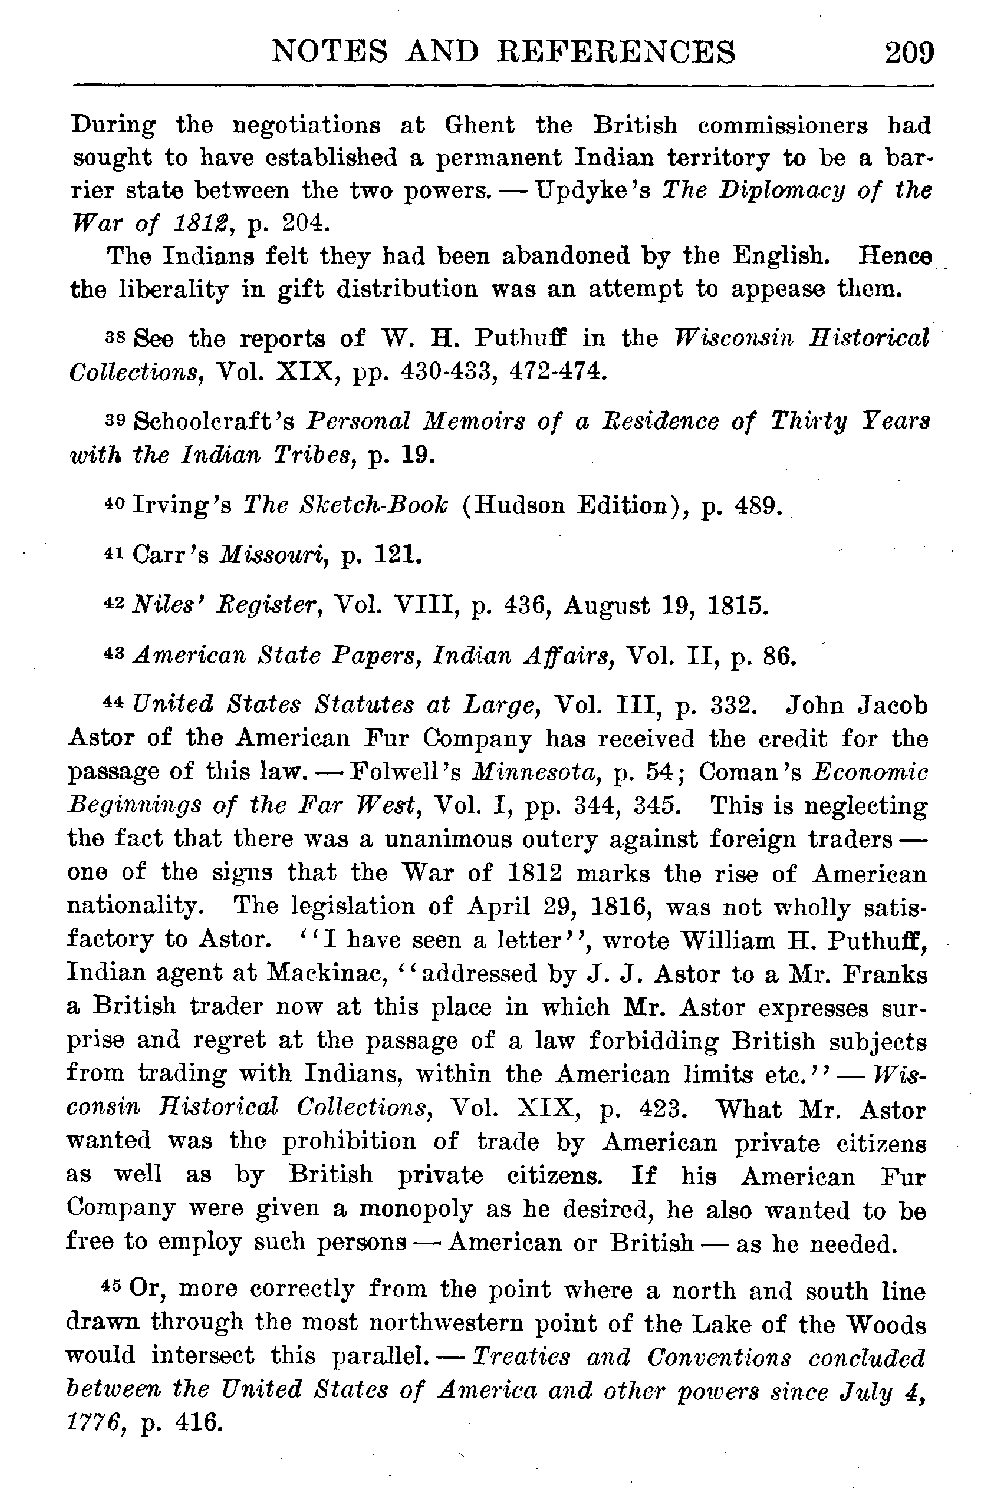 NOTES AND REFERENCES 209
During the negotiations at Ghent the British commissioners had
sought to have established a permanent Indian territory to be a bar-
rier state between the two powers. — Updyke's The Diplomacy of the
War of 1812, p. 204.
The Indians felt they had been abandoned by the English. Hence
the liberality in gift distribution was an attempt to appease them.
38 See the reports of W. H. Puthuff in the Wisconsin Historical
Collections, Vol. XIX, pp. 430-433, 472-474.
39 Schoolcraft's Personal Memoirs of a Residence of Thirty Years
with the Indian Tribes, p. 19.
40 Irving's The Sketch-Book (Hudson Edition), p. 489.
41 Carr's Missouri, p. 121.
42 Niles' Register, Vol. VIII, p. 436, August 19, 1815.
43 American State Papers, Indian Affairs, Vol. II, p. 86.
44 United States Statutes at Large, Vol. III, p. 332. John Jacob
Astor of the American Fur Company has received the credit for the
passage of this law. — Folwell's Minnesota, p. 54; Coman's Economic
Beginnings of the Far West, Vol. I, pp. 344, 345. This is neglecting
the fact that there was a unanimous outcry against foreign traders —
one of the signs that the War of 1812 marks the rise of American
nationality. The legislation of April 29, 1816, was not wholly satis-
factory to Astor. ''I have seen a letter'', wrote William H. Puthuff,
Indian agent at Mackinac, ''addressed by J. J. Astor to a Mr. Franks
a British trader now at this place in which Mr. Astor expresses sur-
prise and regret at the passage of a law forbidding British subjects
from trading with Indians, within the American limits etc.'' — Wis-
consin Historical Collections, Vol. XIX, p. 423. What Mr. Astor
wanted was the prohibition of trade by American private citizens
as well as by British private citizens. If his American Fur
Company were given a monopoly as he desired, he also wanted to be
free to employ such persons — American or British — as he needed.
45 Or, more correctly from the point where a north and south line
drawn through the most northwestern point of the Lake of the Woods
would intersect this parallel. — Treaties and Conventions concluded
between the United States of America and other powers since July 4,
1776, p. 416.